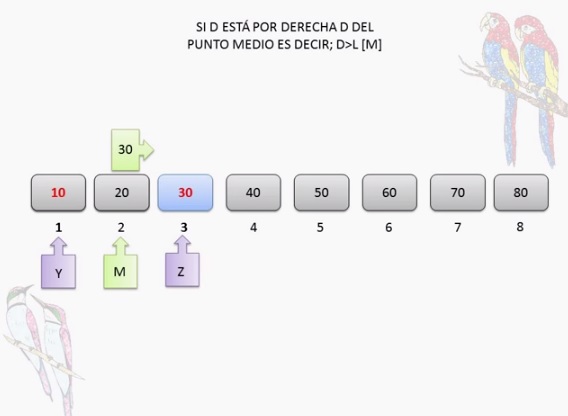 SI D ESTÁ POR DERECHA D DEL
PUNTO MEDIO ES DECIR; D>L [M]
30
10 20 30 40 50 60 70 80
1 2 3 4 5 6 7 8
Y M Z